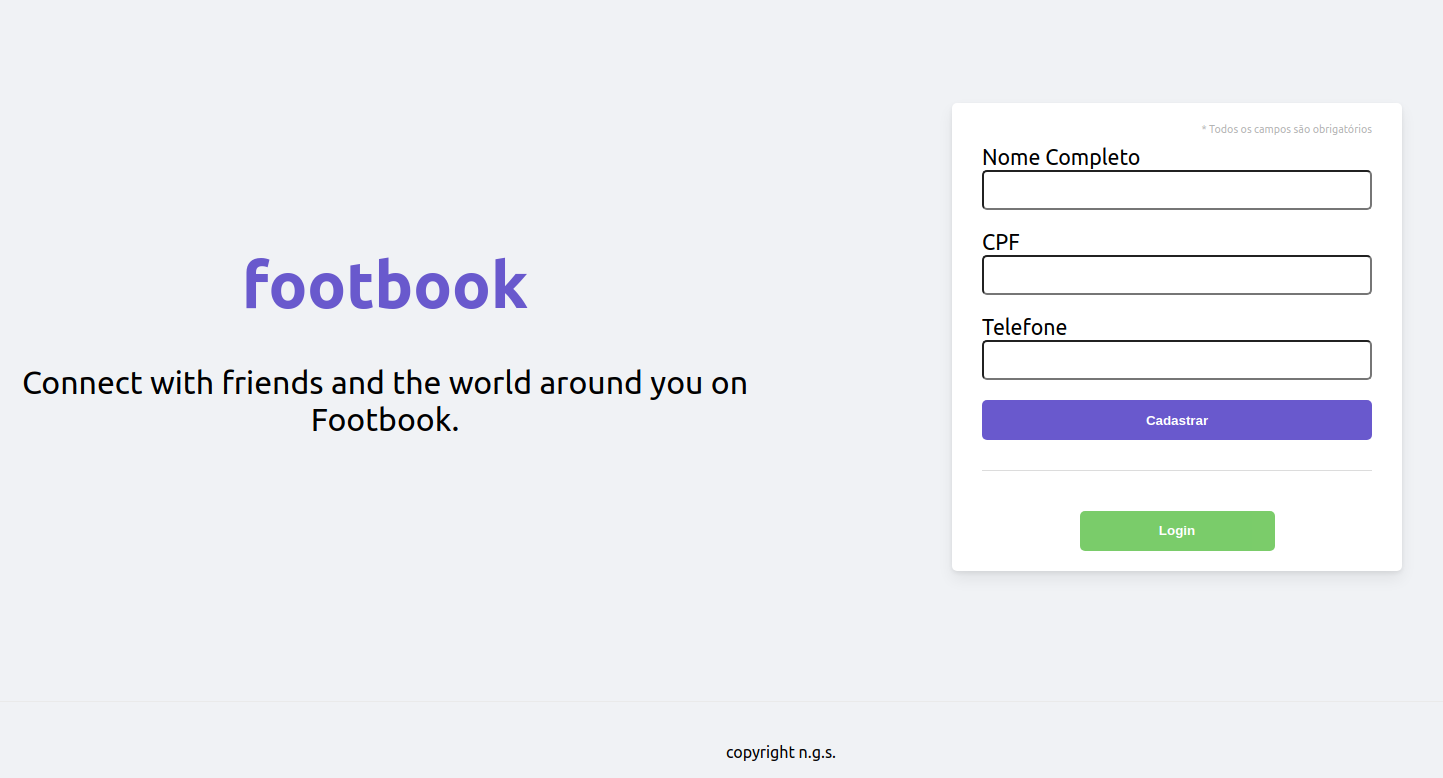 footbook
Connect with friends and the world around you on
Footbook.
* Todos os campos são obrigatórios
Nome Completo
CPF
Telefone
Cadastrar
Login
copyright n.g.s.